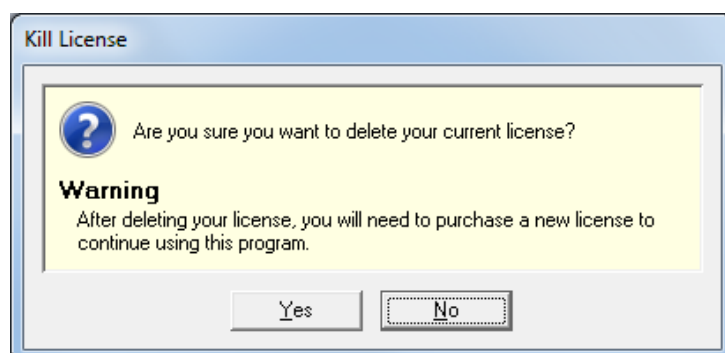 Kill License
Are you sure you want to delete your current license?
Warning
After deleting your license, you will need to purchase a new license to
continue using this program.
Yes No